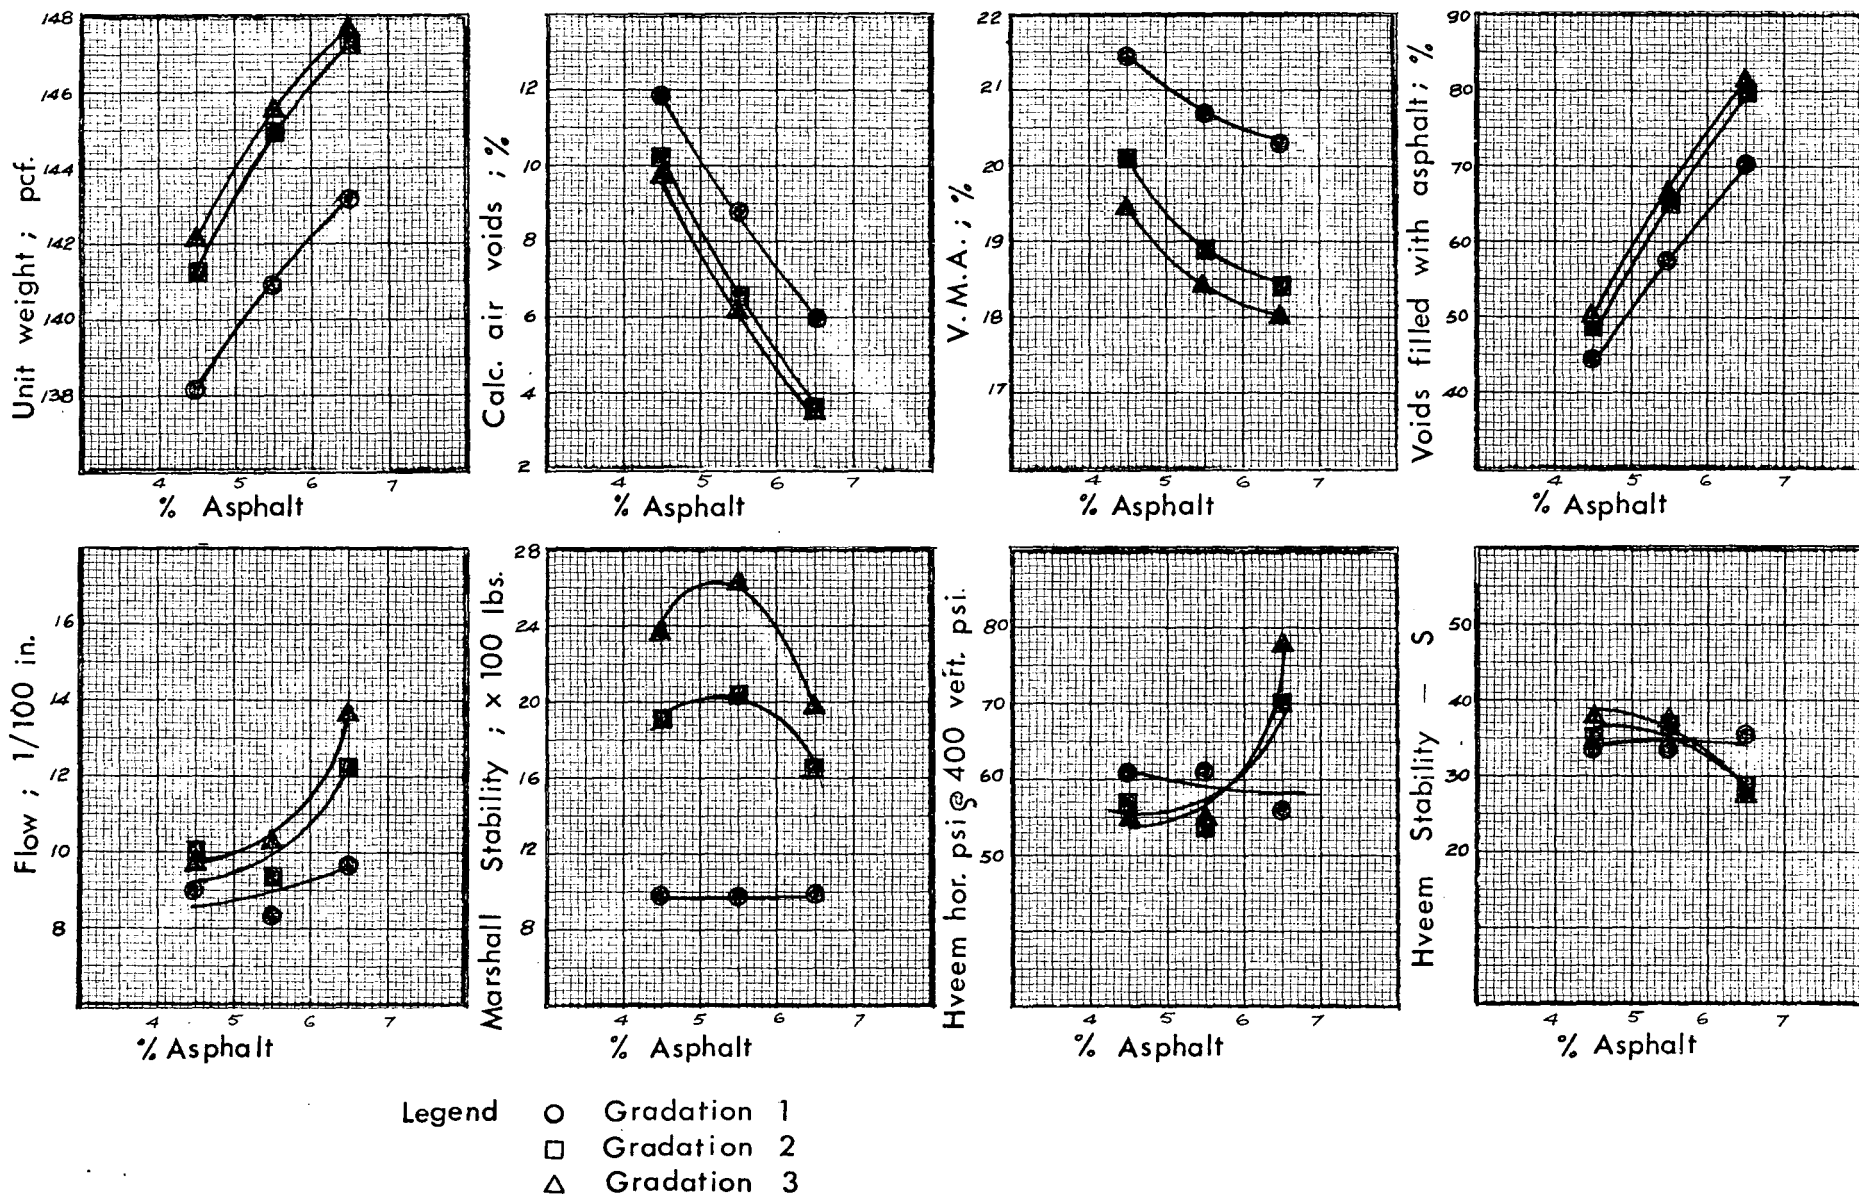 Unit weight ; pcf.
148
146
144
142
140
138
4 5 6 7
% Asphalt
Calc. air voids ; %
12
10
8
6
4
2
4 5 6 7
% Asphalt
V.M.A. ; %
22
21
20
19
18
17
4 5 6 7
% Asphalt
Voids filled with asphalt ; %
90
80
70
60
50
40
5 6 7
% Asphalt
Flow ; 1/100 in.
16
14
12
10
8
4 5 6 7
% Asphalt
Marshall Stability ; x 100 lbs.
28
24
20
16
12
8
4 5 6 7
% Asphalt
Hveem hor. psi @ 400 vert. psi.
80
70
60
50
4 5 6 7
% Asphalt
Hveem Stability — S
50
40
30
20
4 5 6 7
% Asphalt
Legend ○ Gradation 1
□ Gradation 2
△ Gradation 3